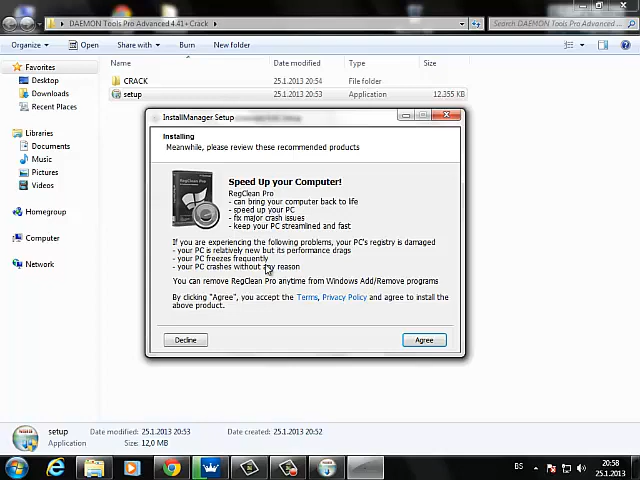 DAEMON Tools Pro Advanced 4.41+ Crack
Search DAEMON Tools Pro Advanced ...
Organize
Open
Share with
Burn
New folder
Favorites
Desktop
Downloads
Recent Places
Libraries
Documents
Music
Pictures
Videos
Homegroup
Computer
Network
Name
Date modified
Type
Size
CRACK
25.1.2013 20:54
File folder
setup
25.1.2013 20:53
Application
12.355 KB
InstallManager Setup
Installing
Meanwhile, please review these recommended products
Speed Up your Computer!
RegClean Pro
- can bring your computer back to life
- speed up your PC
- fix major crash issues
- keep your PC streamlined and fast
If you are experiencing the following problems, your PC's registry is damaged
- your PC is relatively new but its performance drags
- your PC freezes frequently
- your PC crashes without any reason
You can remove RegClean Pro anytime from Windows Add/Remove programs
By clicking "Agree", you accept the Terms, Privacy Policy and agree to install the
above product.
Decline
Agree
setup
Date modified: 25.1.2013 20:53
Date created: 25.1.2013 20:52
Application
Size: 12,0 MB
BS
20:58
25.1.2013